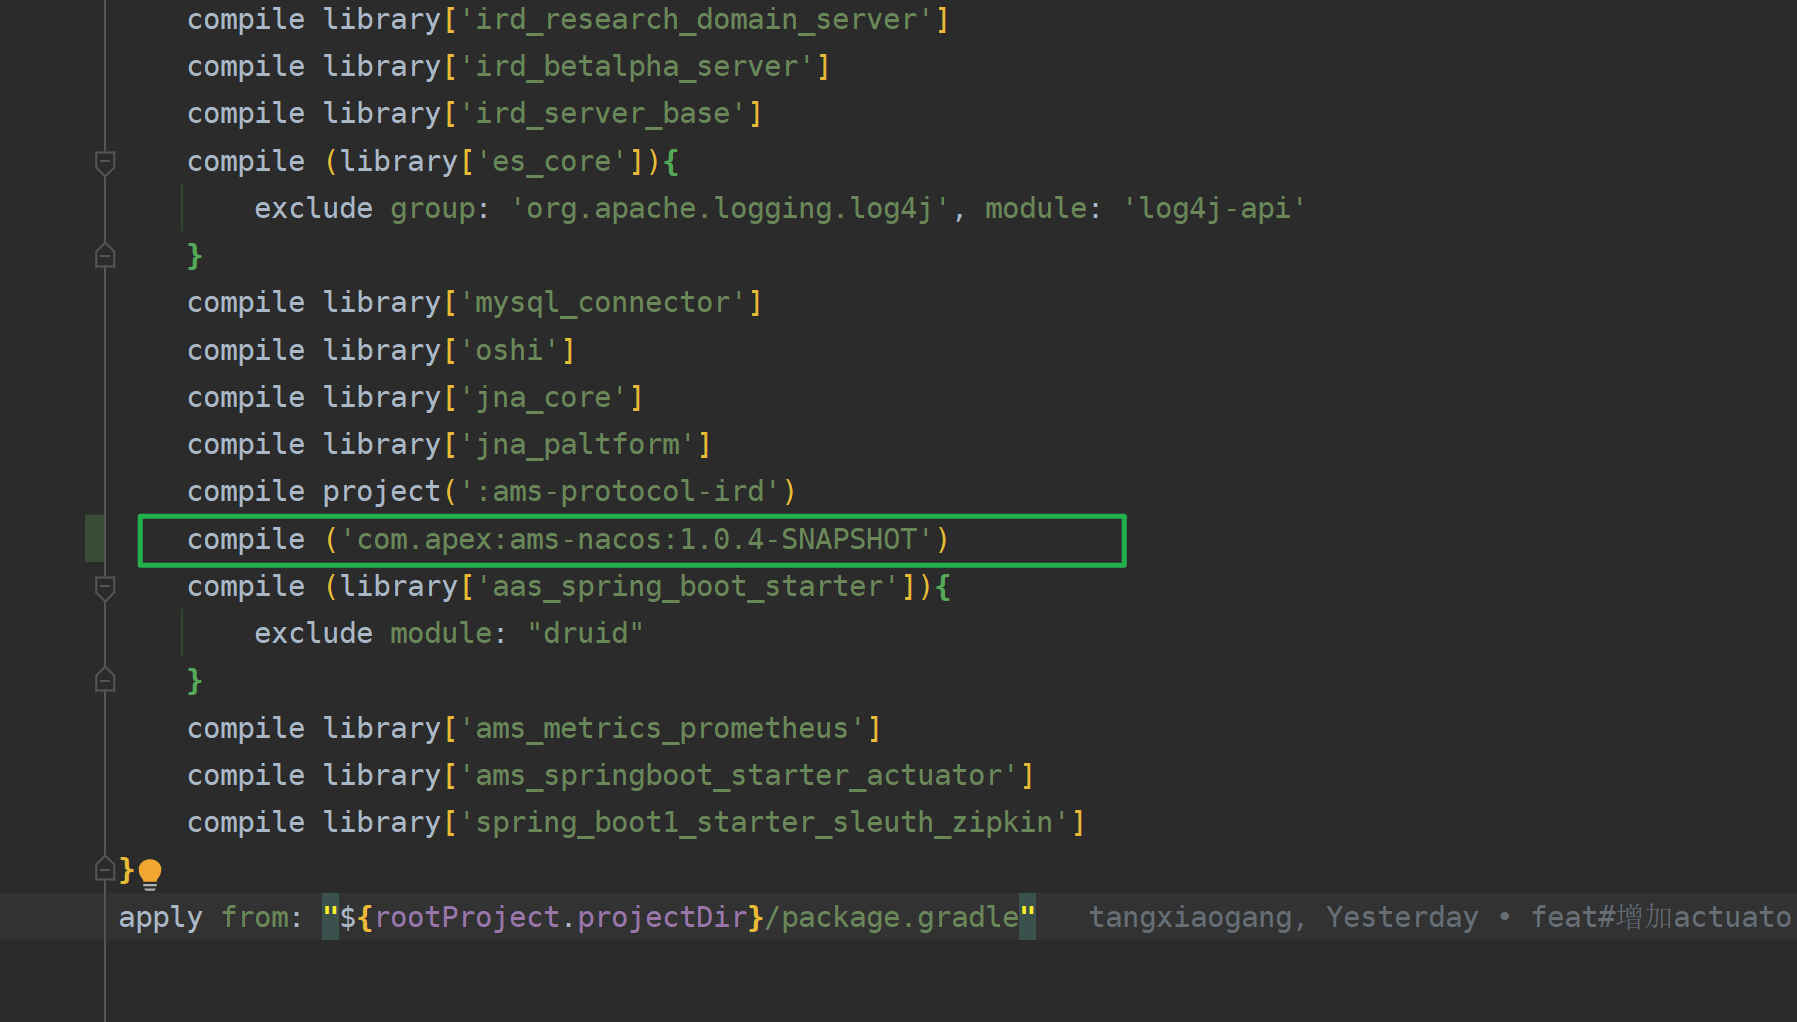 compile library['ird_research_domain_server']
compile library['ird_betalpha_server']
compile library['ird_server_base']
compile (library['es_core']){
exclude group: 'org.apache.logging.log4j', module: 'log4j-api'
}
compile library['mysql_connector']
compile library['oshi']
compile library['jna_core']
compile library['jna_paltform']
compile project(':ams-protocol-ird')
compile ('com.apex:ams-nacos:1.0.4-SNAPSHOT')
compile (library['aas_spring_boot_starter']){
exclude module: "druid"
}
compile library['ams_metrics_prometheus']
compile library['ams_springboot_starter_actuator']
compile library['spring_boot1_starter_sleuth_zipkin']
}
apply from: "${rootProject.projectDir}/package.gradle" tangxiaogang, Yesterday • feat#增加actuato